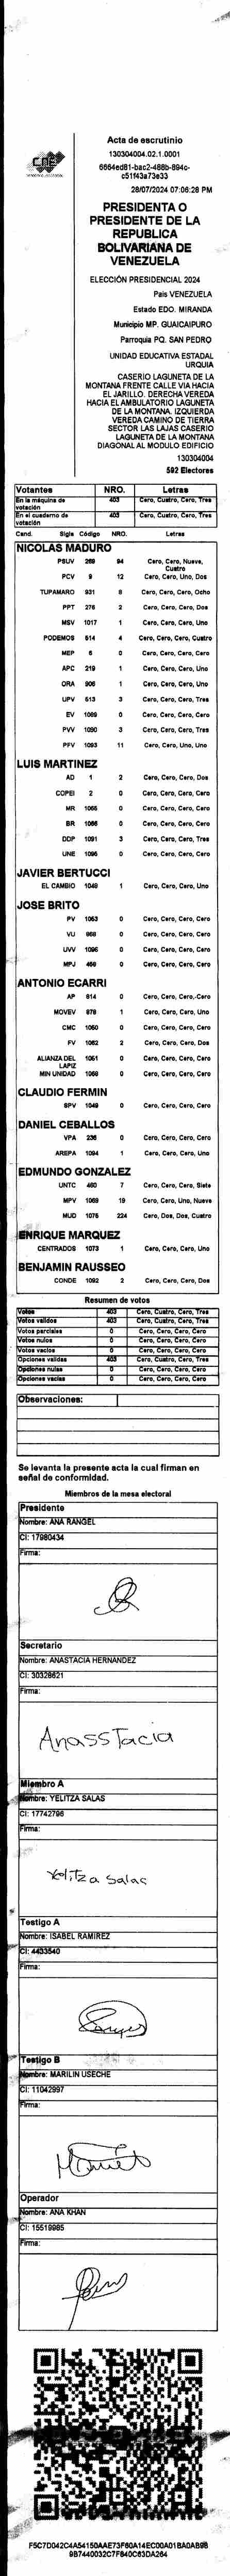 CNE
Acta de escrutinio
130304004.02.1.0001
6664ed81-bac2-488b-894c-
c51f43a73e33
28/07/2024 07:06:28 PM
PRESIDENTA O
PRESIDENTE DE LA
REPUBLICA
BOLIVARIANA DE
VENEZUELA
ELECCIÓN PRESIDENCIAL 2024
Pais VENEZUELA
Estado EDO. MIRANDA
Municipio MP. GUAICAIPURO
Parroquia PQ. SAN PEDRO
UNIDAD EDUCATIVA ESTADAL
URQUIA
CASERIO LAGUNETA DE LA
MONTANA FRENTE CALLE VIA HACIA
EL JARILLO. DERECHA VEREDA
HACIA EL AMBULATORIO LAGUNETA
DE LA MONTANA. IZQUIERDA
VEREDA CAMINO DE TIERRA
SECTOR LAS LAJAS CASERIO
LAGUNETA DE LA MONTANA
DIAGONAL AL MODULO EDIFICIO
130304004
592 Electores
Votantes NRO. Letras
En la máquina de votación 403 Cero, Cuatro, Cero, Tres
En el cuaderno de votación 403 Cero, Cuatro, Cero, Tres
Cand. Sigls Código NRO. Letras
NICOLAS MADURO
PSUV 269 94 Cero, Cero, Nueve, Cuatro
PCV 9 12 Cero, Cero, Uno, Dos
TUPAMARO 931 8 Cero, Cero, Cero, Ocho
PPT 276 2 Cero, Cero, Cero, Dos
MSV 1017 1 Cero, Cero, Cero, Uno
PODEMOS 514 4 Cero, Cero, Cero, Cuatro
MEP 6 0 Cero, Cero, Cero, Cero
APC 219 1 Cero, Cero, Cero, Uno
ORA 906 1 Cero, Cero, Cero, Uno
UPV 513 3 Cero, Cero, Cero, Tres
EV 1089 0 Cero, Cero, Cero, Cero
PVV 1090 3 Cero, Cero, Cero, Tres
PFV 1093 11 Cero, Cero, Uno, Uno
LUIS MARTINEZ
AD 1 2 Cero, Cero, Cero, Dos
COPEI 2 0 Cero, Cero, Cero, Cero
MR 1055 0 Cero, Cero, Cero, Cero
BR 1066 0 Cero, Cero, Cero, Cero
DDP 1091 3 Cero, Cero, Cero, Tres
UNE 1096 0 Cero, Cero, Cero, Cero
JAVIER BERTUCCI
EL CAMBIO 1048 1 Cero, Cero, Cero, Uno
JOSE BRITO
PV 1053 0 Cero, Cero, Cero, Cero
VU 868 0 Cero, Cero, Cero, Cero
UVV 1095 0 Cero, Cero, Cero, Cero
MPJ 456 0 Cero, Cero, Cero, Cero
ANTONIO ECARRI
AP 814 0 Cero, Cero, Cero, Cero
MOVEV 878 1 Cero, Cero, Cero, Uno
CMC 1050 0 Cero, Cero, Cero, Cero
FV 1082 2 Cero, Cero, Cero, Dos
ALIANZA DEL LAPIZ 1051 0 Cero, Cero, Cero, Cero
MIN UNIDAD 1068 0 Cero, Cero, Cero, Cero
CLAUDIO FERMIN
SPV 1049 0 Cero, Cero, Cero, Cero
DANIEL CEBALLOS
VPA 236 0 Cero, Cero, Cero, Cero
AREPA 1094 1 Cero, Cero, Cero, Uno
EDMUNDO GONZALEZ
UNTC 460 7 Cero, Cero, Cero, Siete
MPV 1069 19 Cero, Cero, Uno, Nueve
MUD 1075 224 Cero, Dos, Dos, Cuatro
ENRIQUE MARQUEZ
CENTRADOS 1073 1 Cero, Cero, Cero, Uno
BENJAMIN RAUSSEO
CONDE 1092 2 Cero, Cero, Cero, Dos
Resumen de votos
Votos 403 Cero, Cuatro, Cero, Tres
Votos validos 403 Cero, Cuatro, Cero, Tres
Votos parciales 0 Cero, Cero, Cero, Cero
Votos nulos 0 Cero, Cero, Cero, Cero
Votos vacios 0 Cero, Cero, Cero, Cero
Opciones validas 403 Cero, Cuatro, Cero, Tres
Opciones nulas 0 Cero, Cero, Cero, Cero
Opciones vacias 0 Cero, Cero, Cero, Cero
Observaciones:
Se levanta la presente acta la cual firman en
señal de conformidad.
Miembros de la mesa electoral
Presidente
Nombre: ANA RANGEL
CI: 17980434
Firma:
Secretario
Nombre: ANASTACIA HERNANDEZ
CI: 30328621
Firma:
AnassTacia
Miembro A
Nombre: YELITZA SALAS
CI: 17742796
Firma:
Yelitza Salas
Testigo A
Nombre: ISABEL RAMIREZ
CI: 4433540
Firma:
Testigo B
Nombre: MARILIN USECHE
CI: 11042997
Firma:
Operador
Nombre: ANA KHAN
CI: 15519985
Firma:
F5C7D042C4A54150AAE73F60A14EC00A01BA0AB98
9B7440032C7F640C63DA264